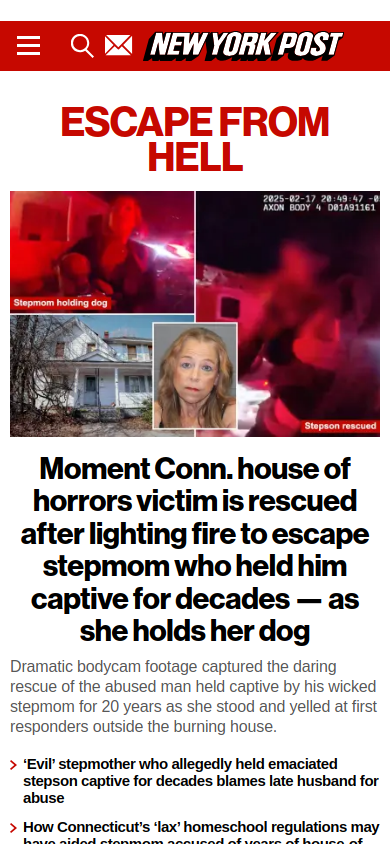 NEW YORK POST
ESCAPE FROM
HELL
2025-02-17 20:49:47 -0
AXON BODY 4 D01A91161
Stepmom holding dog
Stepson rescued
Moment Conn. house of
horrors victim is rescued
after lighting fire to escape
stepmom who held him
captive for decades — as
she holds her dog
Dramatic bodycam footage captured the daring
rescue of the abused man held captive by his wicked
stepmom for 20 years as she stood and yelled at first
responders outside the burning house.
‘Evil’ stepmother who allegedly held emaciated
stepson captive for decades blames late husband for
abuse
How Connecticut’s ‘lax’ homeschool regulations may
have aided stepmom accused of years of house-of-